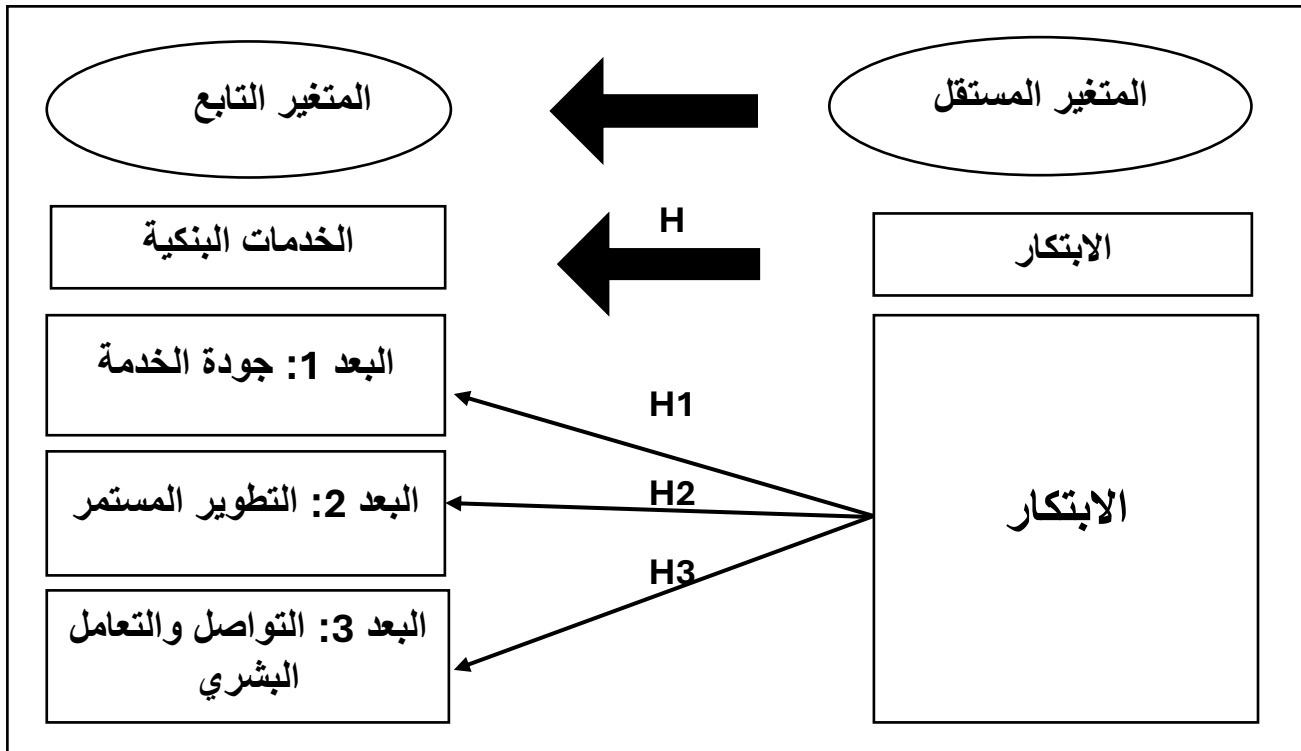 المتغير المستقل
المتغير التابع
H
الابتكار
الخدمات البنكية
البعد 1: جودة الخدمة
H1
البعد 2: التطوير المستمر
H2
الابتكار
H3
البعد 3: التواصل والتعامل
البشري